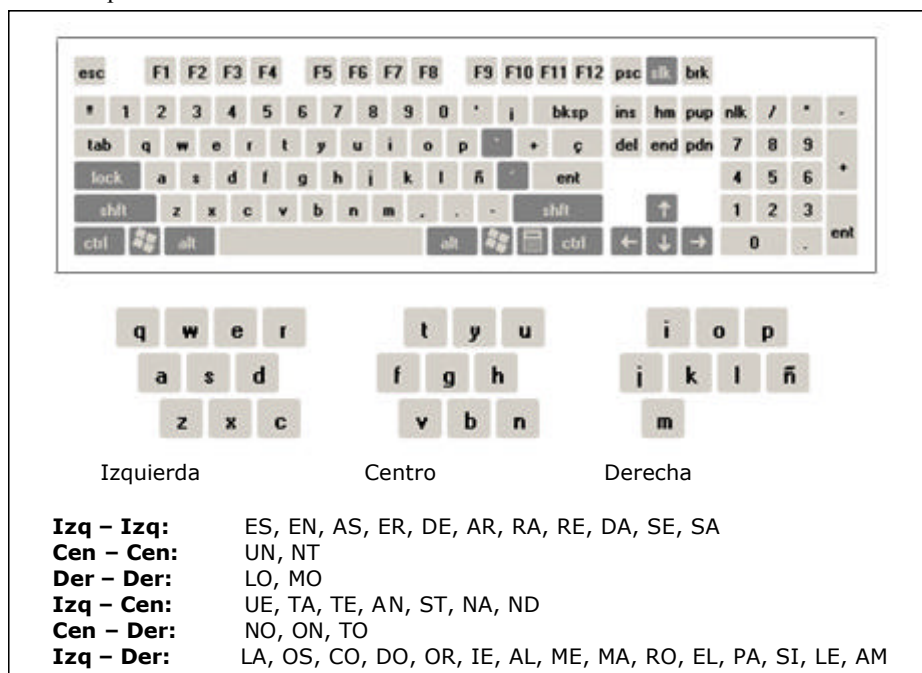 esc F1 F2 F3 F4 F5 F6 F7 F8 F9 F10 F11 F12 psc slk brk
1 2 3 4 5 6 7 8 9 0 ' ¡ bksp ins hm pup nlk / * -
tab q w e r t y u i o p ` + ç del end pdn 7 8 9 +
lock a s d f g h j k l ñ ´ ent 4 5 6
shft z x c v b n m , . - shft ↑ 1 2 3 ent
ctrl alt alt ctrl ← ↓ → 0 .
q w e r t y u i o p
a s d f g h j k l ñ
z x c v b n m
Izquierda Centro Derecha
Izq – Izq: ES, EN, AS, ER, DE, AR, RA, RE, DA, SE, SA
Cen – Cen: UN, NT
Der – Der: LO, MO
Izq – Cen: UE, TA, TE, AN, ST, NA, ND
Cen – Der: NO, ON, TO
Izq – Der: LA, OS, CO, DO, OR, IE, AL, ME, MA, RO, EL, PA, SI, LE, AM